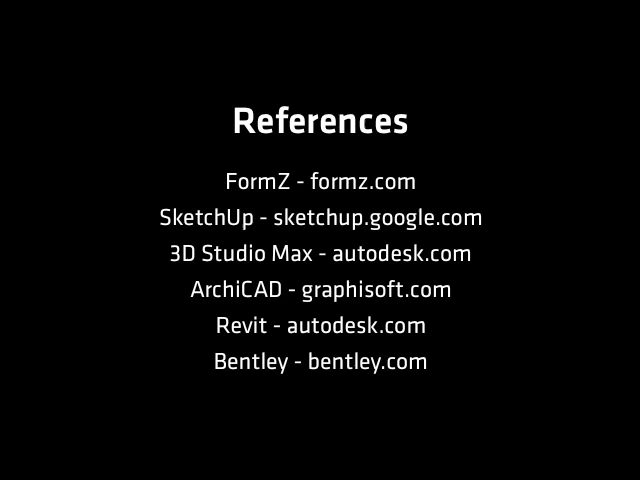 References
FormZ - formz.com
SketchUp - sketchup.google.com
3D Studio Max - autodesk.com
ArchiCAD - graphisoft.com
Revit - autodesk.com
Bentley - bentley.com